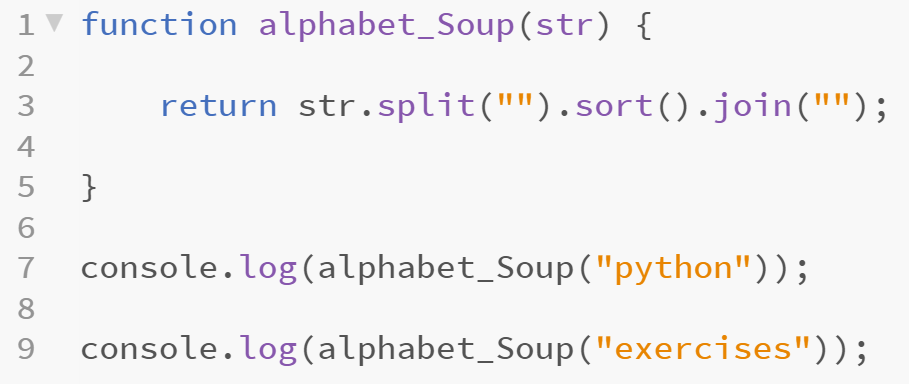 1 function alphabet_Soup(str) {
2
3 return str.split("").sort().join("");
4
5 }
6
7 console.log(alphabet_Soup("python"));
8
9 console.log(alphabet_Soup("exercises"));